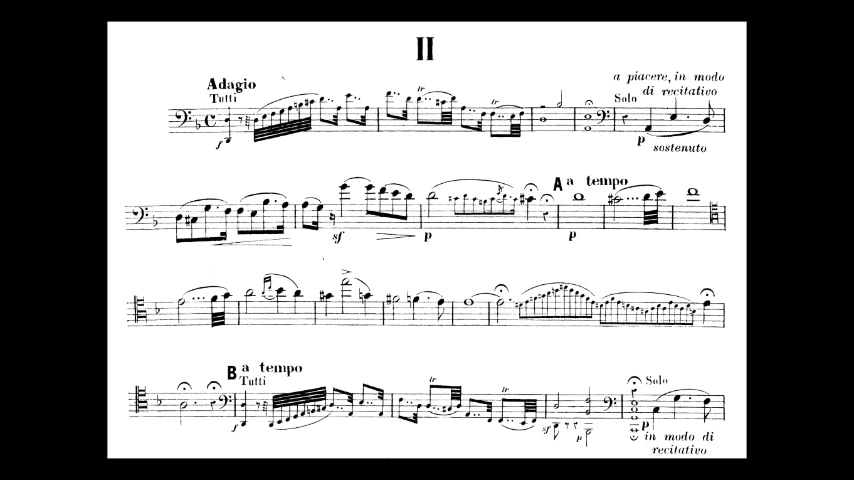 II
Adagio
a piacere, in modo
Tutti
Solo
di recitativo
tr
tr
f
p
sostenuto
A a tempo
sf
p
p
B a tempo
Tutti
Solo
tr
tr
f
sf
p
p
in modo di
recitativo